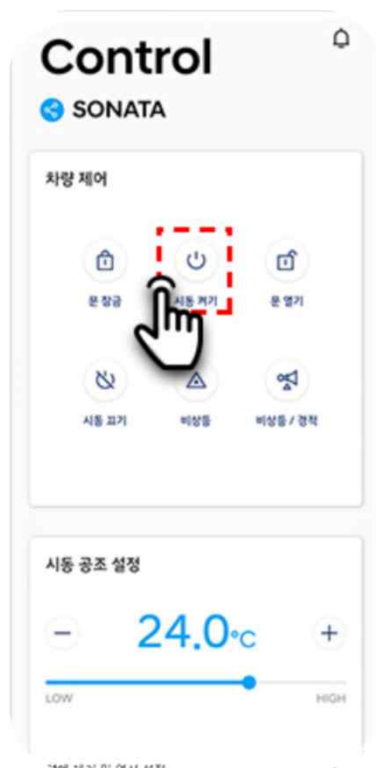 Control
SONATA
차량 제어
문 잠금
시동 켜기
문 열기
시동 끄기
비상등
비상등 / 경적
시동 공조 설정
24.0°C
LOW
HIGH